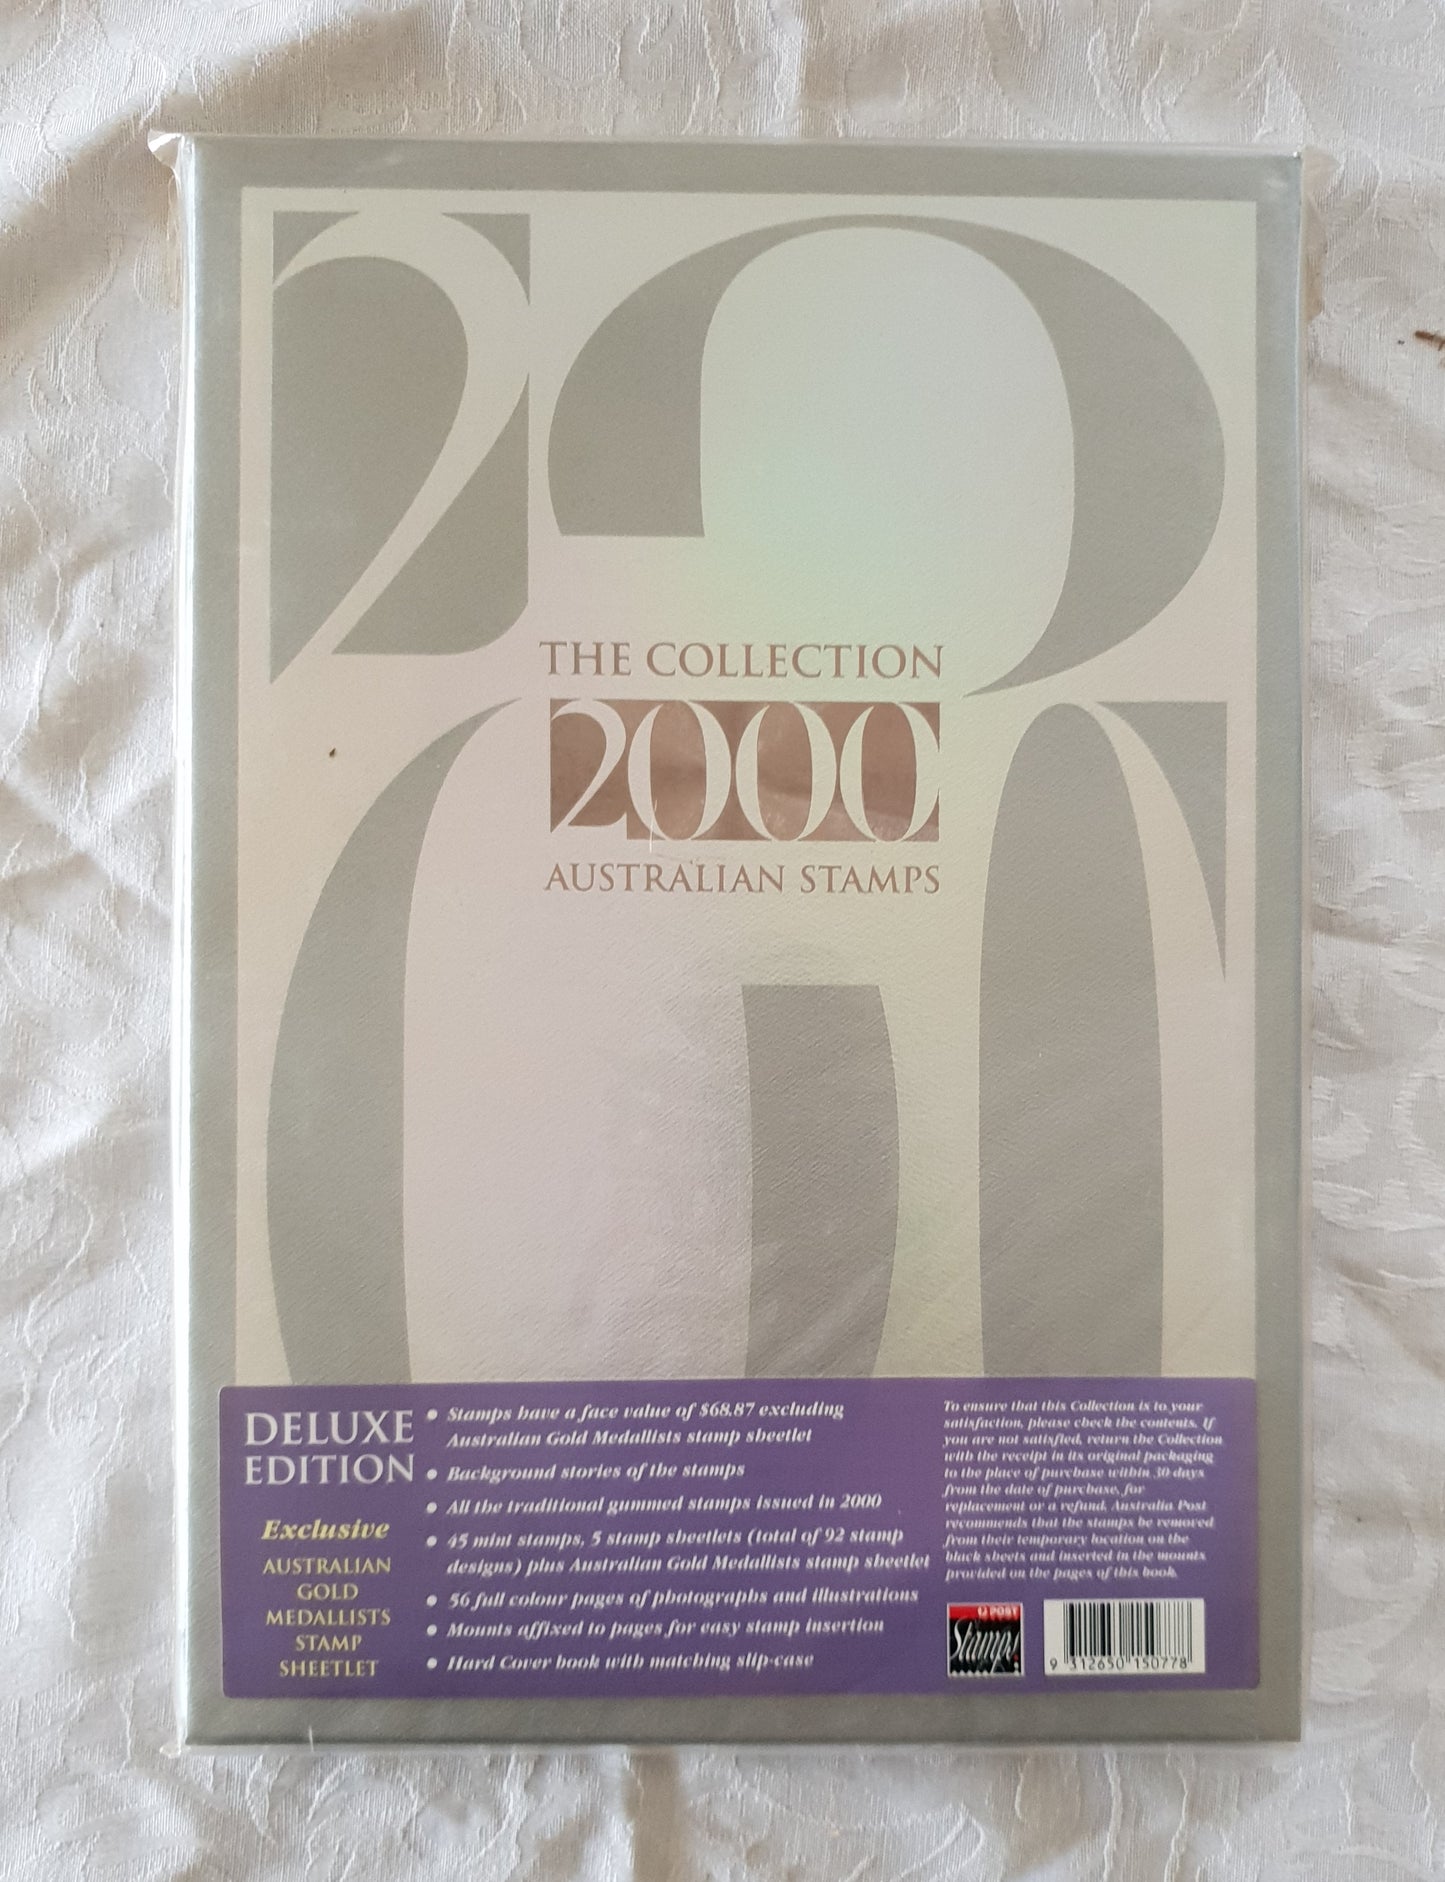 THE COLLECTION
2000
AUSTRALIAN STAMPS
DELUXE
EDITION
Exclusive
AUSTRALIAN
GOLD
MEDALLISTS
STAMP
SHEETLET
• Stamps have a face value of $68.87 excluding
Australian Gold Medallists stamp sheetlet
• Background stories of the stamps
• All the traditional gummed stamps issued in 2000
• 45 mint stamps, 5 stamp sheetlets (total of 92 stamp
designs) plus Australian Gold Medallists stamp sheetlet
• 56 full colour pages of photographs and illustrations
• Mounts affixed to pages for easy stamp insertion
• Hard Cover book with matching slip-case
To ensure that this Collection is to your
satisfaction, please check the contents. If
you are not satisfied, return the Collection
with the receipt in its original packaging
to the place of purchase within 30 days
from the date of purchase, for
replacement or a refund. Australia Post
recommends that the stamps be removed
from their temporary location on the
black sheets and inserted in the mounts
provided on the pages of this book.
POST
Stamps!
9 312650 150778